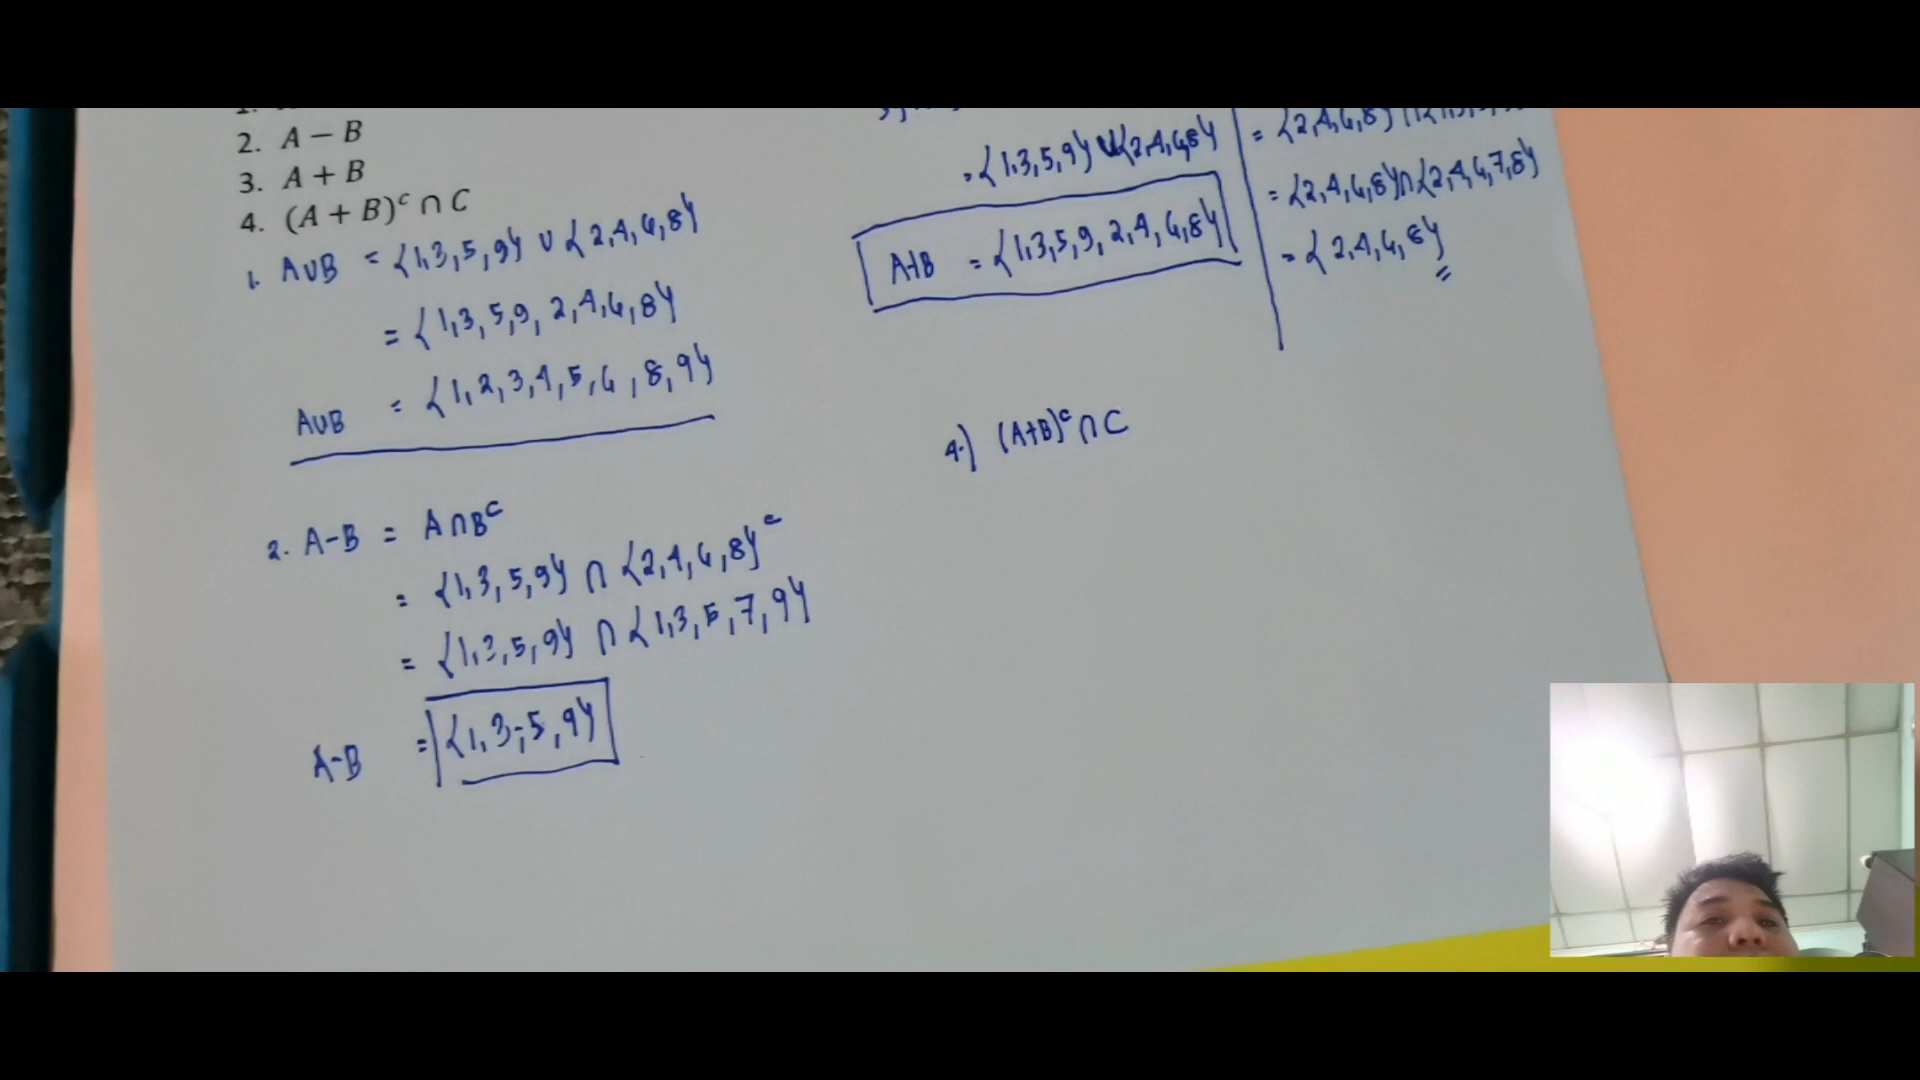 2. A − B
3. A + B
4. (A + B)ᶜ ∩ C
1. A∪B = {1,3,5,9} ∪ {2,4,6,8}
= {1,3,5,9,2,4,6,8}
A∪B = {1,2,3,4,5,6,8,9}
2. A-B = A∩Bᶜ
= {1,3,5,9} ∩ {2,4,6,8}ᶜ
= {1,3,5,9} ∩ {1,3,5,7,9}
A-B = {1,3,5,9}
= {1,3,5,9} ∪ {2,4,6,8}
A+B = {1,3,5,9,2,4,6,8}
= {2,4,6,8} ∩
= {2,4,6,8} ∩ {2,4,6,7,8}
= {2,4,6,8}
4.) (A+B)ᶜ ∩ C